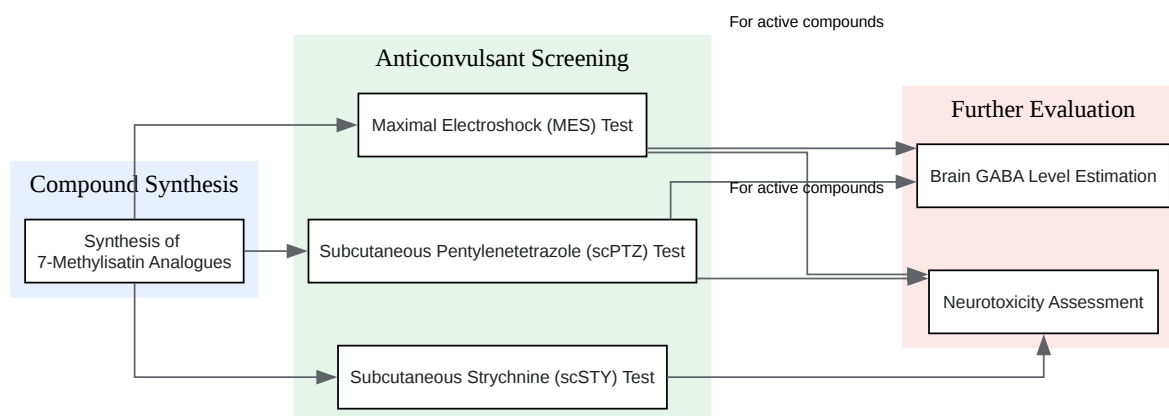 For active compounds
Anticonvulsant Screening
Maximal Electroshock (MES) Test
Further Evaluation
Compound Synthesis
Brain GABA Level Estimation
For active compounds
Synthesis of
7-Methylisatin Analogues
Subcutaneous Pentylenetetrazole (scPTZ) Test
Neurotoxicity Assessment
Subcutaneous Strychnine (scSTY) Test